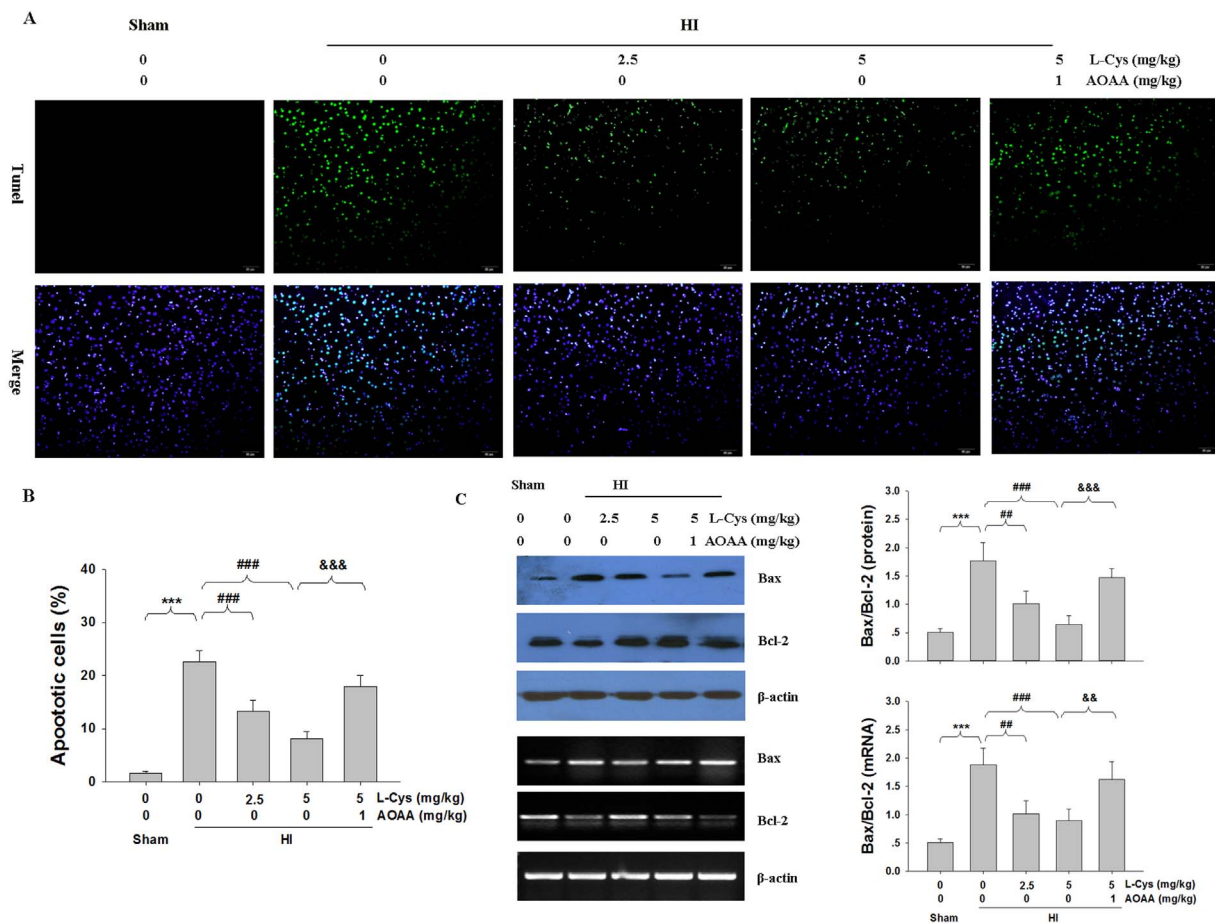 A
Sham
HI
0 0 2.5 5 5 L-Cys (mg/kg)
0 0 0 0 1 AOAA (mg/kg)
Tunel
Merge
B
Apoototic cells (%)
40
30
20
10
0
***
###
###
&&&
0 0 2.5 5 5 L-Cys (mg/kg)
0 0 0 0 1 AOAA (mg/kg)
Sham
HI
C
Sham HI
0 0 2.5 5 5 L-Cys (mg/kg)
0 0 0 1 AOAA (mg/kg)
Bax
Bcl-2
β-actin
Bax
Bcl-2
β-actin
Bax/Bcl-2 (protein)
3.0
2.5
2.0
1.5
1.0
.5
0.0
***
##
###
&&&
Bax/Bcl-2 (mRNA)
3.0
2.5
2.0
1.5
1.0
.5
0.0
***
##
###
&&
0 0 2.5 5 5 L-Cys (mg/kg)
0 0 0 0 1 AOAA (mg/kg)
Sham
HI